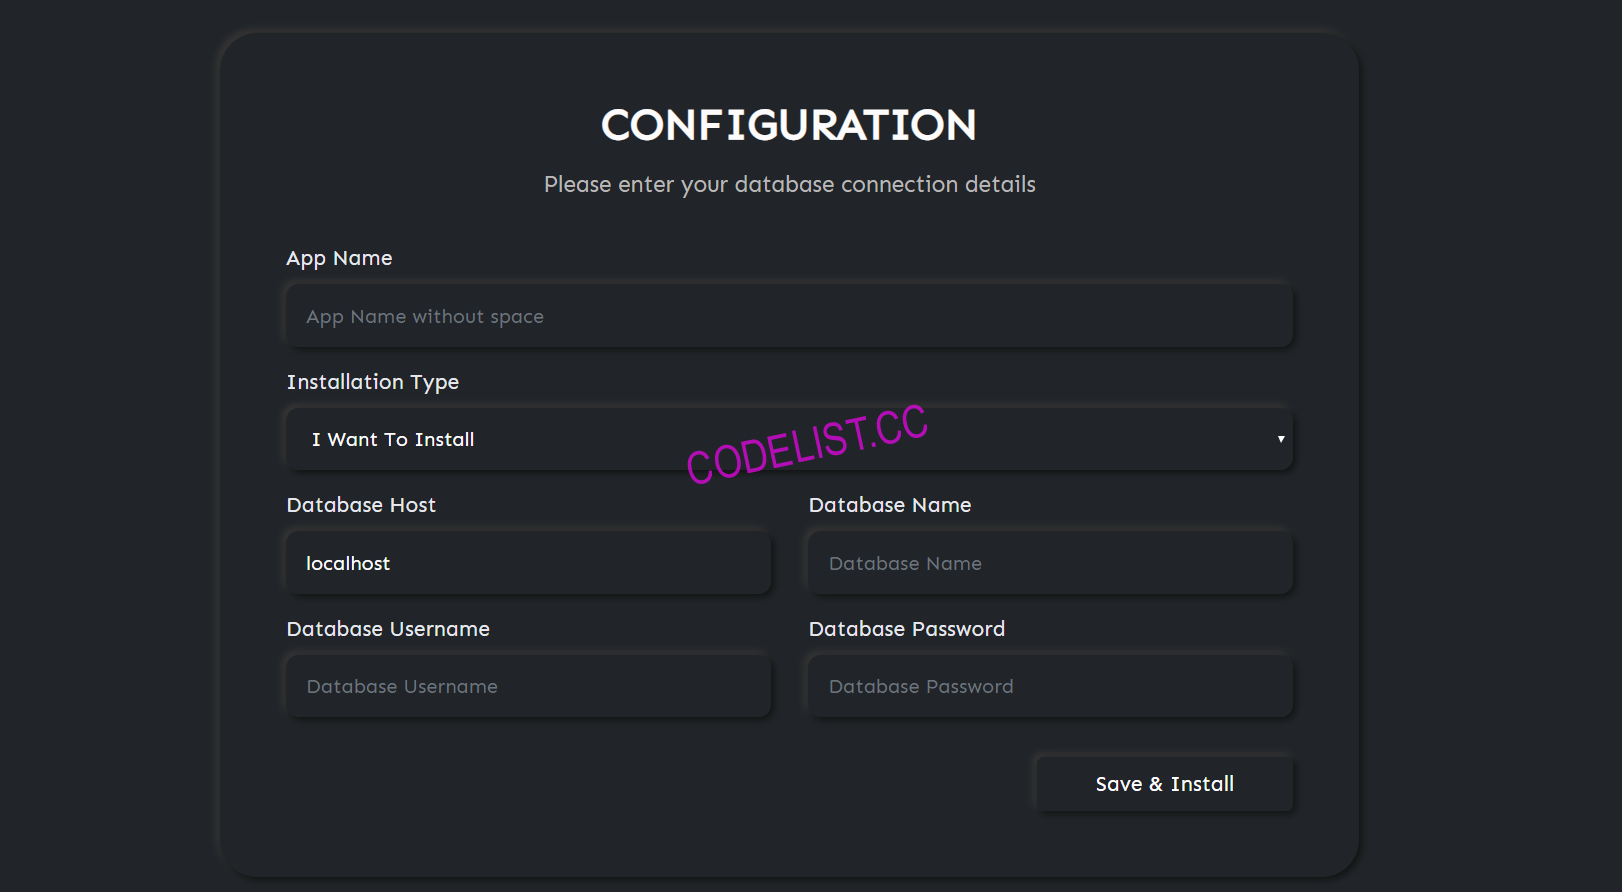 CONFIGURATION
Please enter your database connection details
App Name
App Name without space
Installation Type
I Want To Install
CODELIST.CC
Database Host
Database Name
localhost
Database Name
Database Username
Database Password
Database Username
Database Password
Save & Install